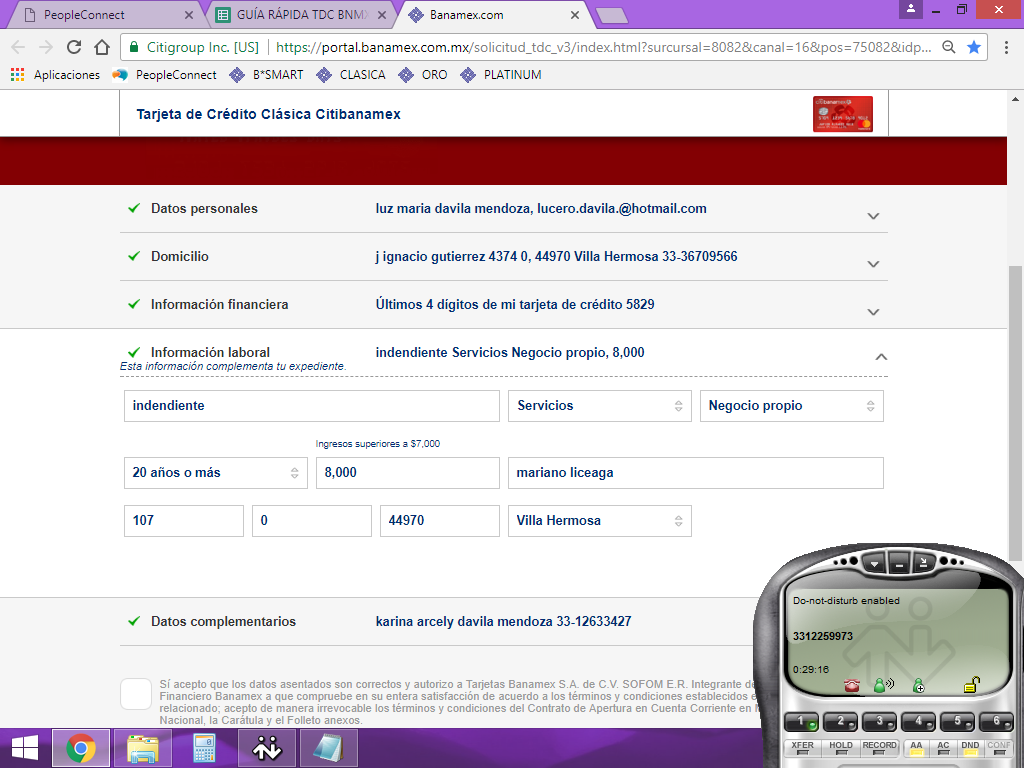 PeopleConnect
GUÍA RÁPIDA TDC BNMX
Banamex.com
Citigroup Inc. [US]
https://portal.banamex.com.mx/solicitud_tdc_v3/index.html?surcursal=8082&canal=16&pos=75082&idp...
Aplicaciones PeopleConnect B*SMART CLASICA ORO PLATINUM
Tarjeta de Crédito Clásica Citibanamex
Datos personales luz maria davila mendoza, lucero.davila.@hotmail.com
Domicilio j ignacio gutierrez 4374 0, 44970 Villa Hermosa 33-36709566
Información financiera Últimos 4 dígitos de mi tarjeta de crédito 5829
Información laboral indendiente Servicios Negocio propio, 8,000
Esta información complementa tu expediente.
indendiente Servicios Negocio propio
Ingresos superiores a $7,000
20 años o más 8,000 mariano liceaga
107 0 44970 Villa Hermosa
Datos complementarios karina arcely davila mendoza 33-12633427
Sí acepto que los datos asentados son correctos y autorizo a Tarjetas Banamex S.A. de C.V. SOFOM E.R. Integrante de
Financiero Banamex a que compruebe en su entera satisfacción de acuerdo a los términos y condiciones establecidos e
relacionado; acepto de manera irrevocable los términos y condiciones del Contrato de Apertura en Cuenta Corriente en
Nacional, la Carátula y el Folleto anexos.
Do-not-disturb enabled
3312259973
0:29:16
1 2 3 4 5 6
XFER HOLD RECORD AA AC DND CONF